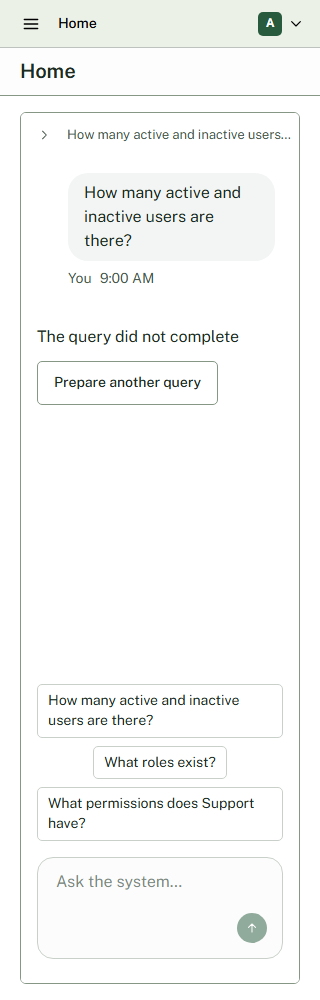 Home
A
Home
How many active and inactive users...
How many active and
inactive users are
there?
You 9:00 AM
The query did not complete
Prepare another query
How many active and inactive
users are there?
What roles exist?
What permissions does Support
have?
Ask the system...